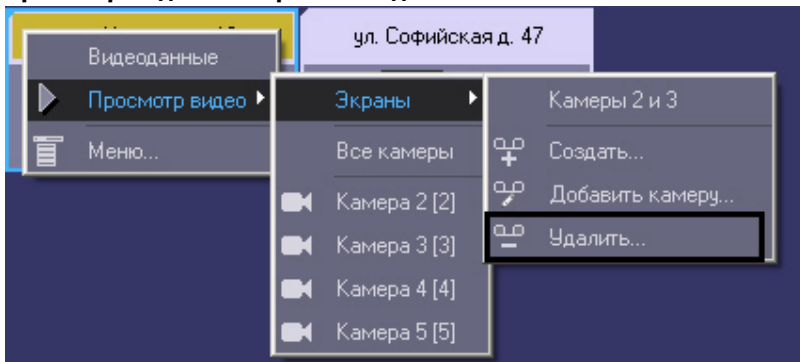 ул. Софийская д. 47
Видеоданные
Просмотр видео
Меню...
Экраны
Все камеры
Камера 2 [2]
Камера 3 [3]
Камера 4 [4]
Камера 5 [5]
Камеры 2 и 3
Создать...
Добавить камеру...
Удалить...